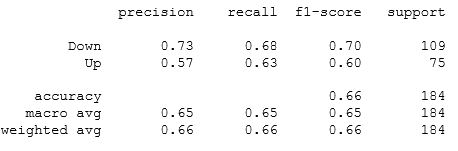 precision recall f1-score support
Down 0.73 0.68 0.70 109
Up 0.57 0.63 0.60 75
accuracy 0.66 184
macro avg 0.65 0.65 0.65 184
weighted avg 0.66 0.66 0.66 184